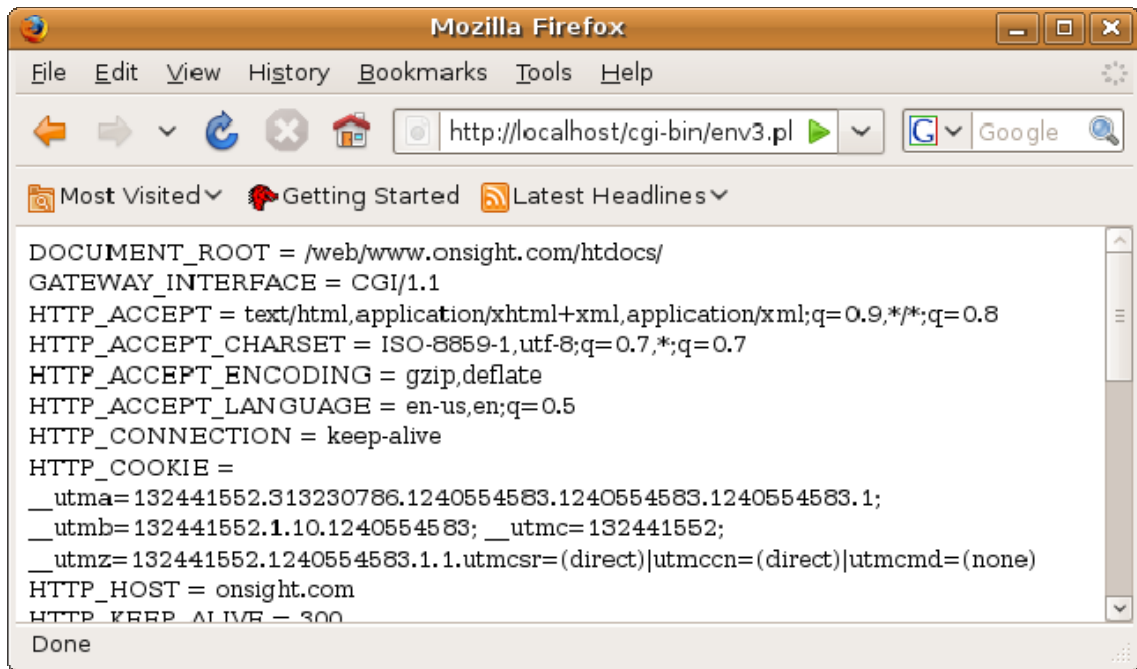 Mozilla Firefox
File Edit View History Bookmarks Tools Help
http://localhost/cgi-bin/env3.pl G Google
Most Visited Getting Started Latest Headlines
DOCUMENT_ROOT = /web/www.onsight.com/htdocs/
GATEWAY_INTERFACE = CGI/1.1
HTTP_ACCEPT = text/html,application/xhtml+xml,application/xml;q=0.9,*/*;q=0.8
HTTP_ACCEPT_CHARSET = ISO-8859-1,utf-8;q=0.7,*;q=0.7
HTTP_ACCEPT_ENCODING = gzip,deflate
HTTP_ACCEPT_LANGUAGE = en-us,en;q=0.5
HTTP_CONNECTION = keep-alive
HTTP_COOKIE =
__utma=132441552.313230786.1240554583.1240554583.1240554583.1;
__utmb=132441552.1.10.1240554583; __utmc=132441552;
__utmz=132441552.1240554583.1.1.utmcsr=(direct)|utmccn=(direct)|utmcmd=(none)
HTTP_HOST = onsight.com
HTTP_KEEP_ALIVE = 300
Done